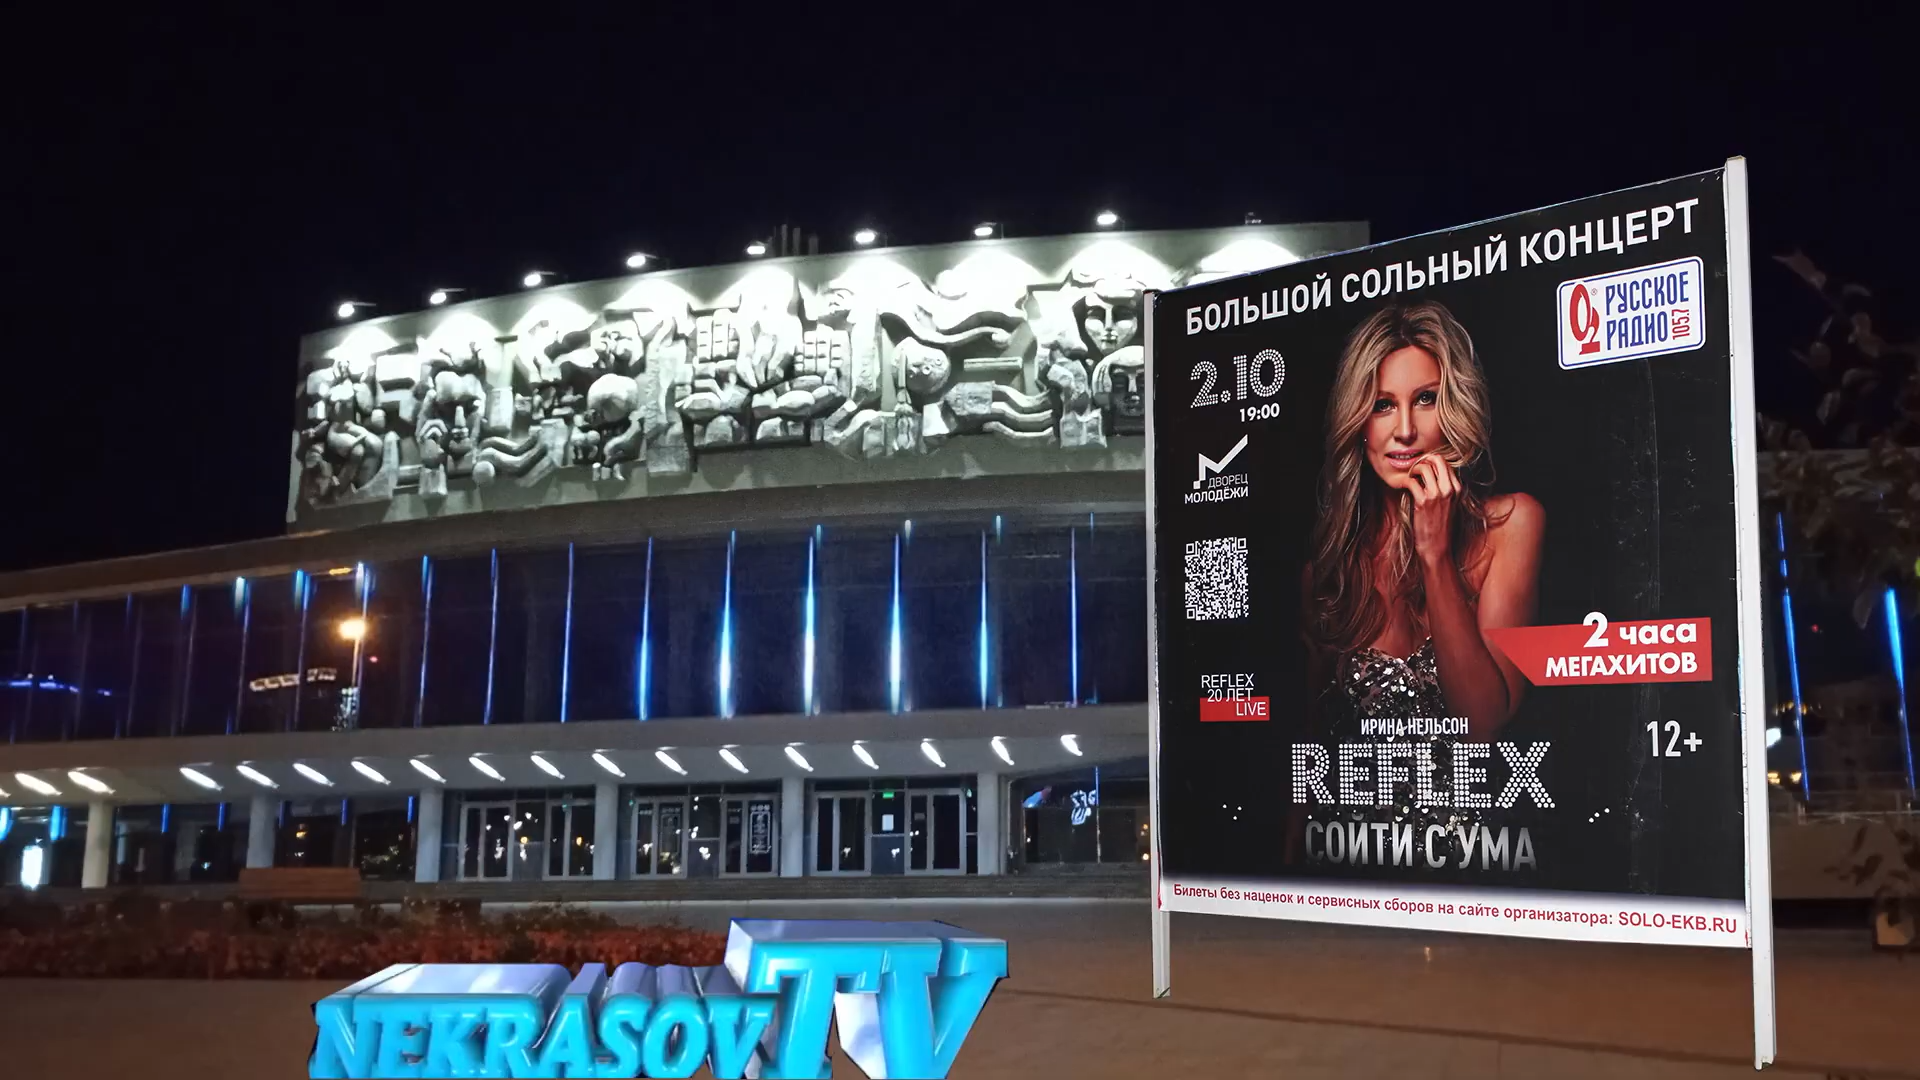 БОЛЬШОЙ СОЛЬНЫЙ КОНЦЕРТ
2.10
19:00
РУССКОЕ
РАДИО
105.7
ДВОРЕЦ
МОЛОДЁЖИ
REFLEX
20 ЛЕТ
LIVE
2 часа
МЕГАХИТОВ
12+
ИРИНА НЕЛЬСОН
REFLEX
СОЙТИ С УМА
Билеты без наценок и сервисных сборов на сайте организатора: SOLO-EKB.RU
NEKRASOV TV